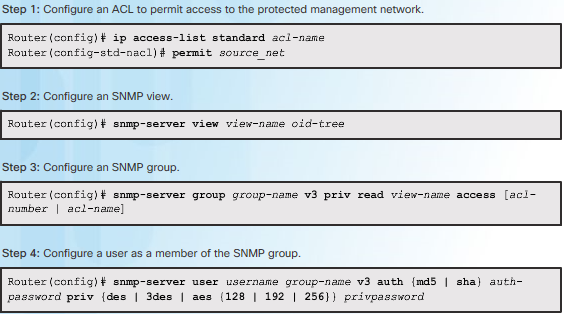 Step 1: Configure an ACL to permit access to the protected management network.
Router(config)# ip access-list standard acl-name
Router(config-std-nacl)# permit source_net
Step 2: Configure an SNMP view.
Router(config)# snmp-server view view-name oid-tree
Step 3: Configure an SNMP group.
Router(config)# snmp-server group group-name v3 priv read view-name access [acl-
number | acl-name]
Step 4: Configure a user as a member of the SNMP group.
Router(config)# snmp-server user username group-name v3 auth {md5 | sha} auth-
password priv {des | 3des | aes {128 | 192 | 256}} privpassword